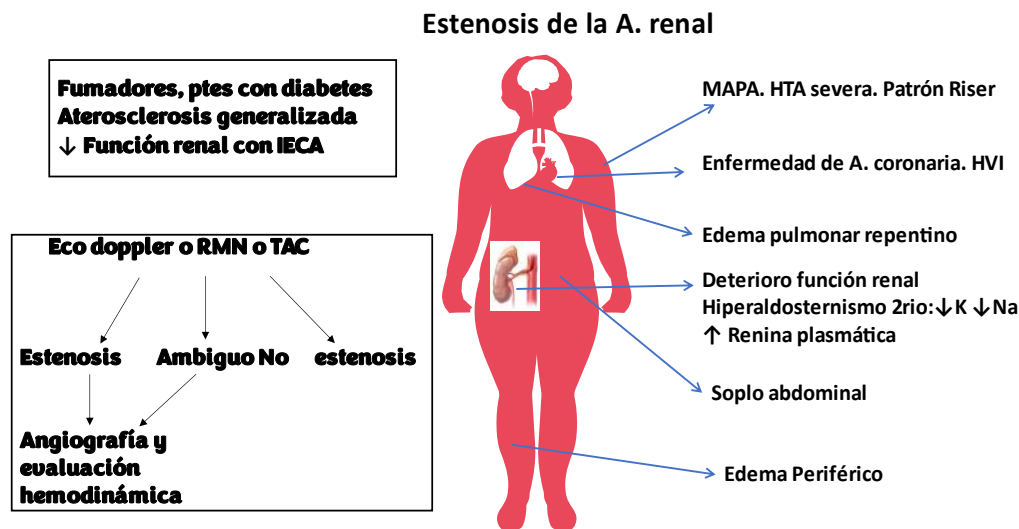 Estenosis de la A. renal
Fumadores, ptes con diabetes
Aterosclerosis generalizada
↓ Función renal con IECA
Eco doppler o RMN o TAC
Estenosis
Ambiguo No
estenosis
Angiografía y
evaluación
hemodinámica
MAPA. HTA severa. Patrón Riser
Enfermedad de A. coronaria. HVI
Edema pulmonar repentino
Deterioro función renal
Hiperaldosternismo 2rio:↓K ↓Na
↑ Renina plasmática
Soplo abdominal
Edema Periférico